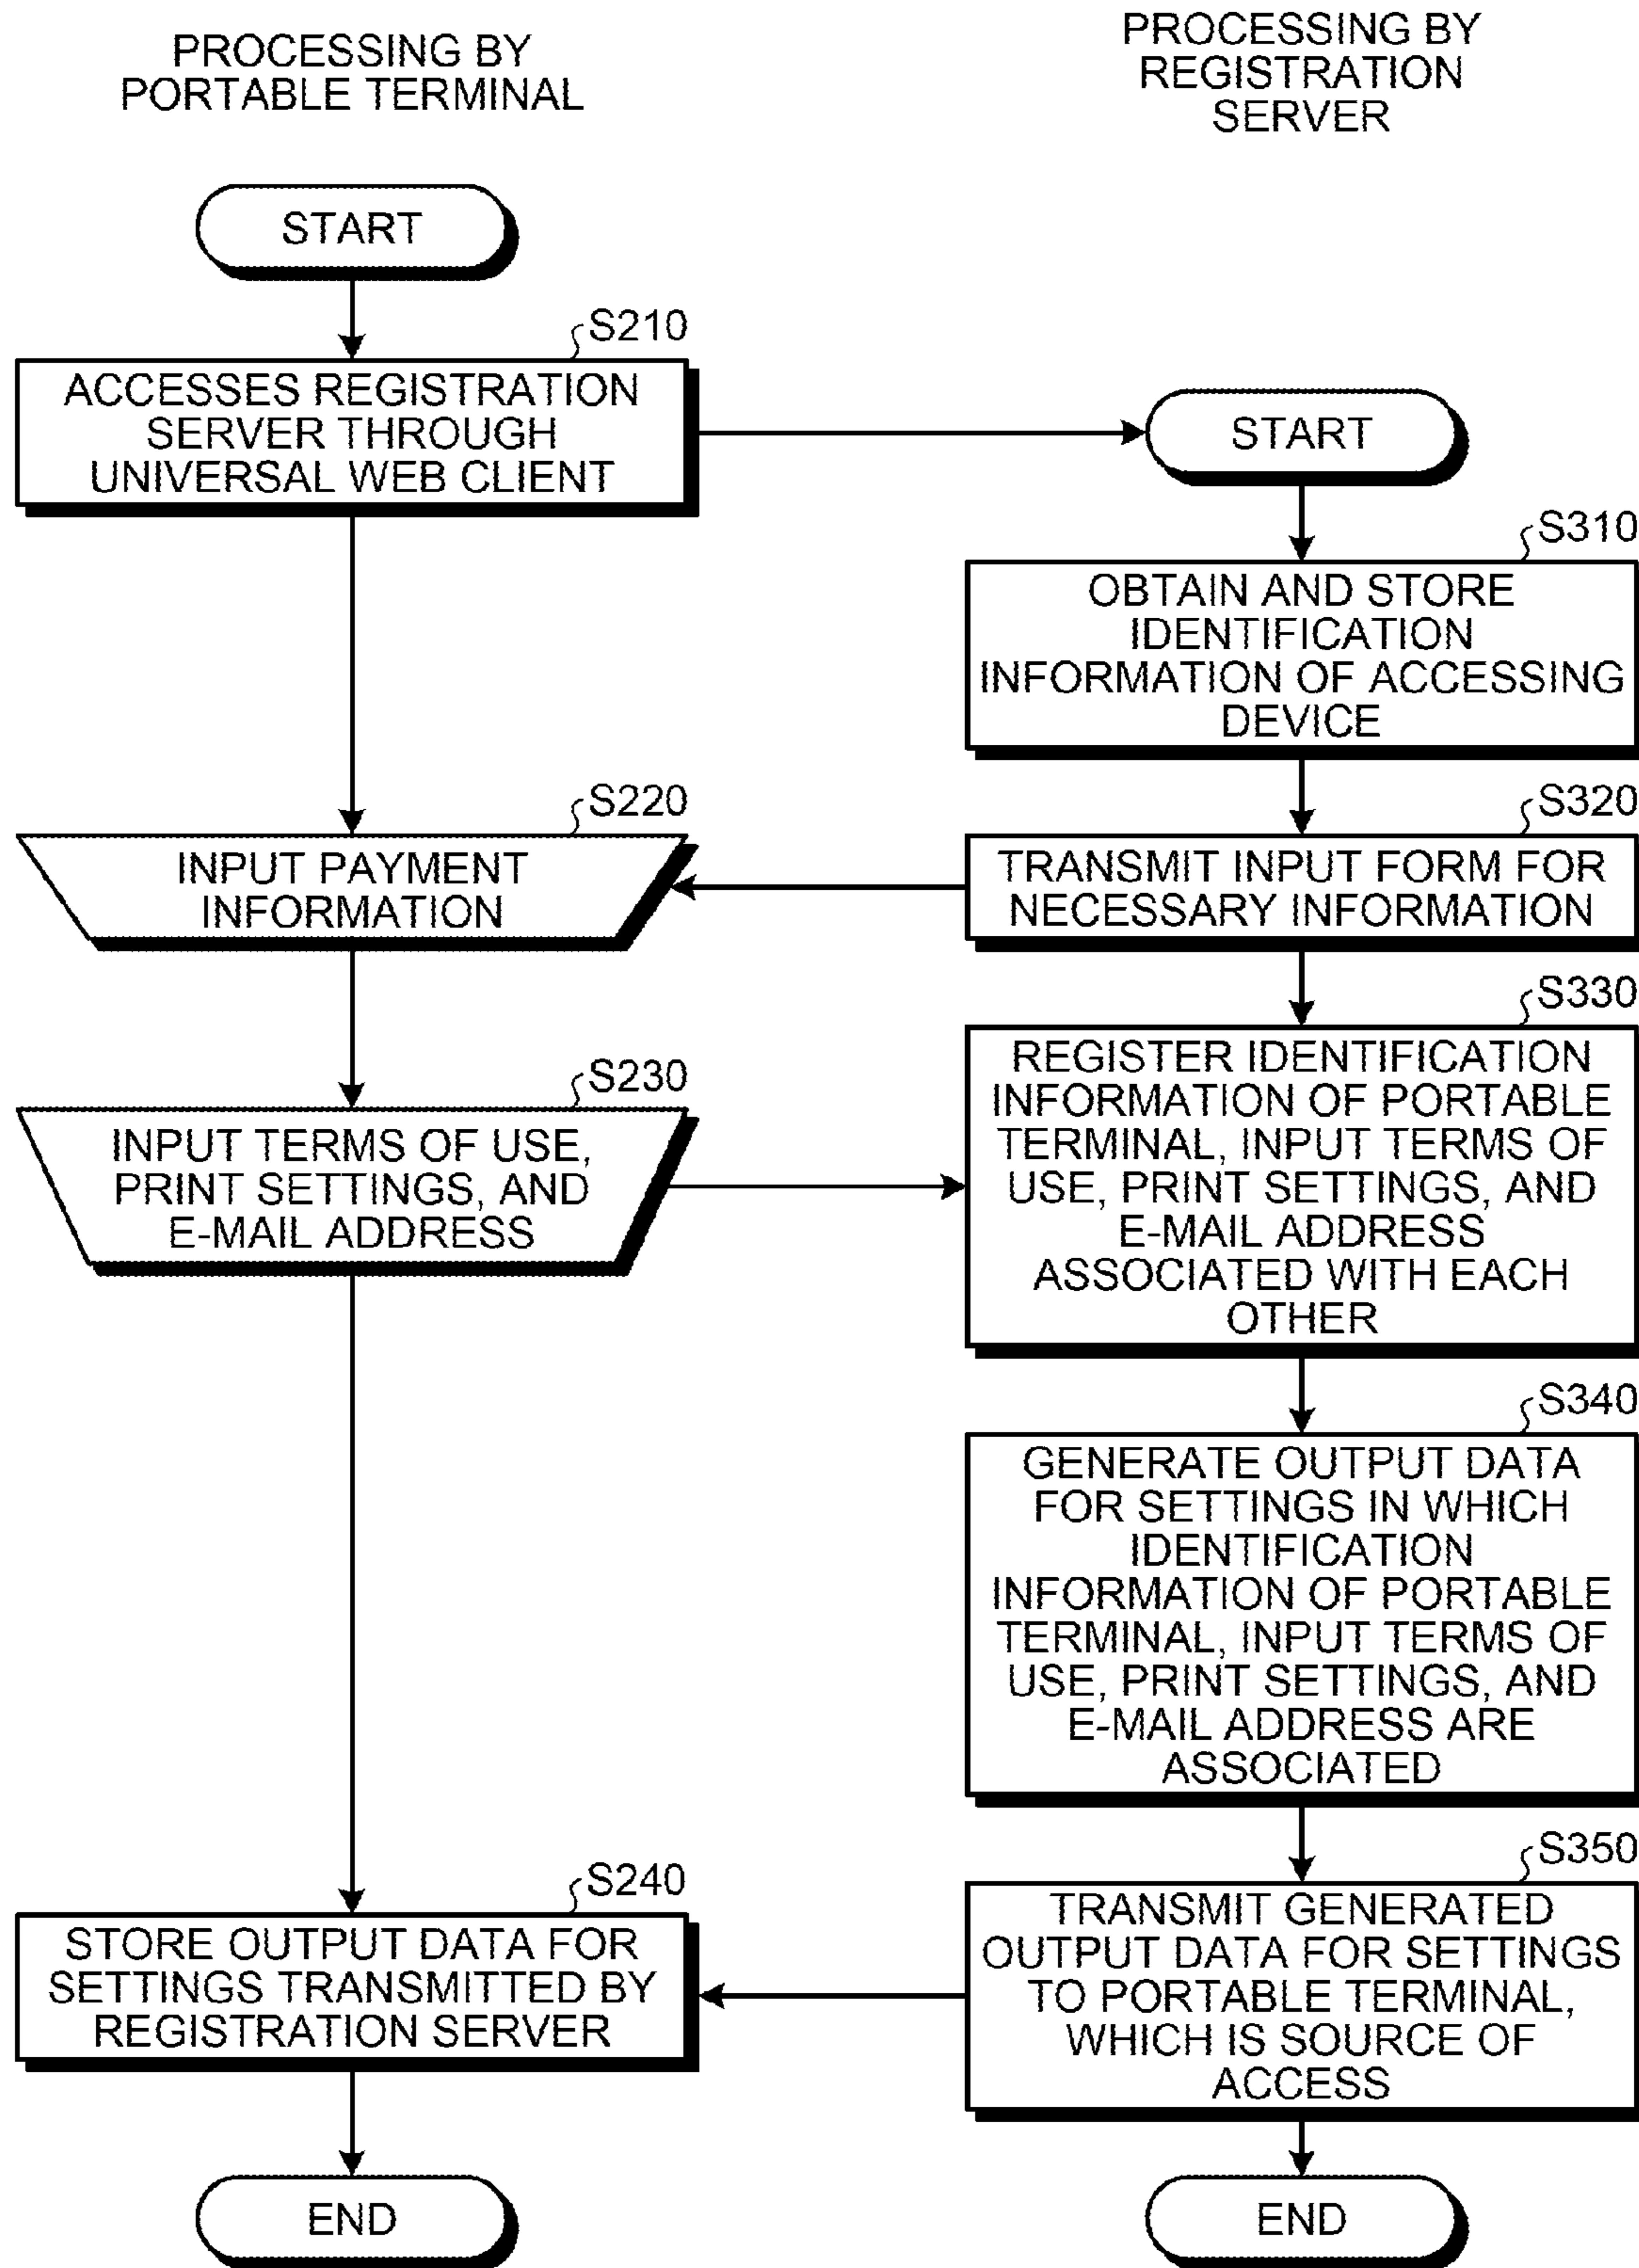 PROCESSING BY
PORTABLE TERMINAL
PROCESSING BY
REGISTRATION
SERVER
START
S210
ACCESSES REGISTRATION
SERVER THROUGH
UNIVERSAL WEB CLIENT
START
S310
OBTAIN AND STORE
IDENTIFICATION
INFORMATION OF ACCESSING
DEVICE
S220
INPUT PAYMENT
INFORMATION
S320
TRANSMIT INPUT FORM FOR
NECESSARY INFORMATION
S230
INPUT TERMS OF USE,
PRINT SETTINGS, AND
E-MAIL ADDRESS
S330
REGISTER IDENTIFICATION
INFORMATION OF PORTABLE
TERMINAL, INPUT TERMS OF
USE, PRINT SETTINGS, AND
E-MAIL ADDRESS
ASSOCIATED WITH EACH
OTHER
S340
GENERATE OUTPUT DATA
FOR SETTINGS IN WHICH
IDENTIFICATION
INFORMATION OF PORTABLE
TERMINAL, INPUT TERMS OF
USE, PRINT SETTINGS, AND
E-MAIL ADDRESS ARE
ASSOCIATED
S240
STORE OUTPUT DATA FOR
SETTINGS TRANSMITTED BY
REGISTRATION SERVER
S350
TRANSMIT GENERATED
OUTPUT DATA FOR SETTINGS
TO PORTABLE TERMINAL,
WHICH IS SOURCE OF
ACCESS
END
END